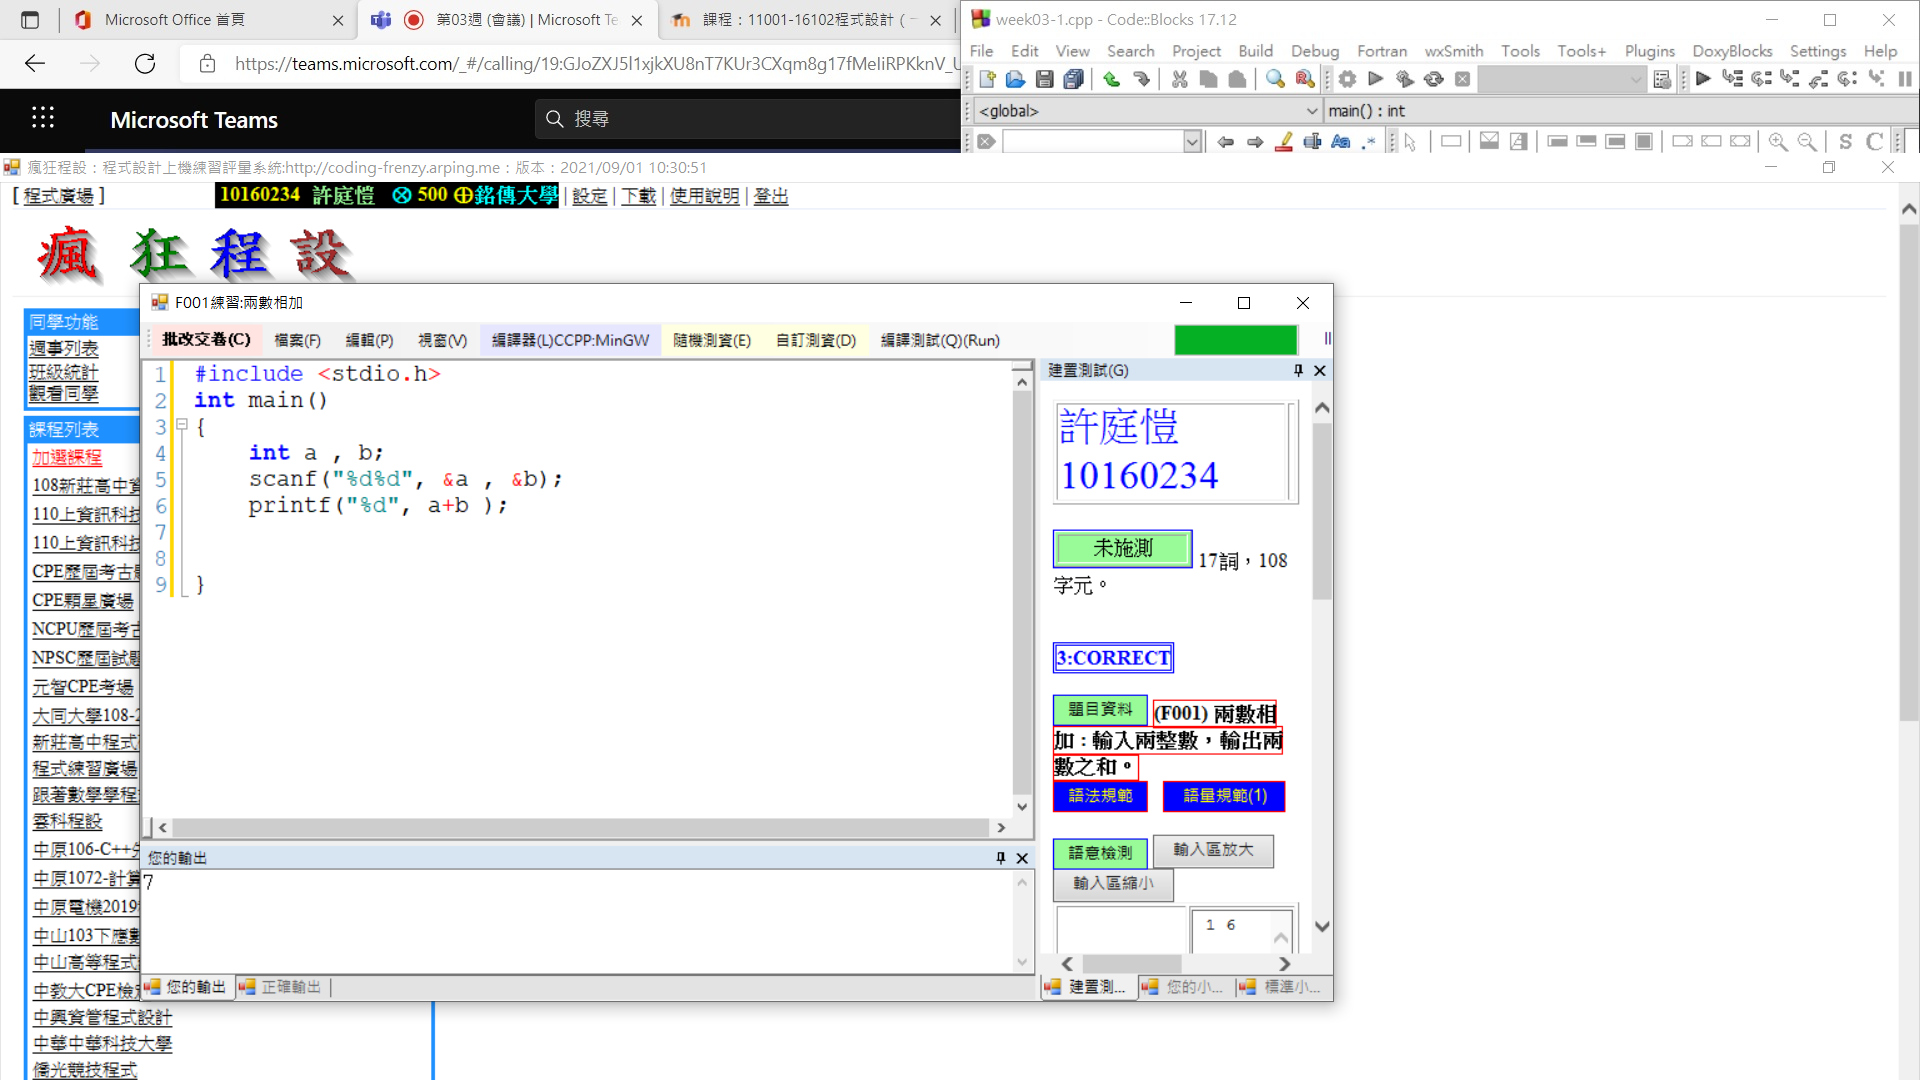 Microsoft Office 首頁
第03週 (會議) | Microsoft Te
課程：11001-16102程式設計 ( 一
https://teams.microsoft.com/_#/calling/19:GJoZXJ5l1xjkXU8nT7KUr3CXqm8g17fMeIiRPKknV_U
Microsoft Teams
搜尋
week03-1.cpp - Code::Blocks 17.12
File Edit View Search Project Build Debug Fortran wxSmith Tools Tools+ Plugins DoxyBlocks Settings Help
<global>
main() : int
瘋狂程設：程式設計上機練習評量系統:http://coding-frenzy.arping.me：版本：2021/09/01 10:30:51
[ 程式廣場 ]
10160234 許庭愷 ⊗ 500 ⊕銘傳大學 | 設定 | 下載 | 使用說明 | 登出
瘋 狂 程 設
同學功能
週事列表
班級統計
觀看同學
課程列表
加選課程
108新莊高中資
110上資訊科技
110上資訊科技
CPE歷屆考古題
CPE顆星廣場
NCPU歷屆考古
NPSC歷屆試題
元智CPE考場
大同大學108-2
新莊高中程式
程式練習廣場
跟著數學學程
雲科程設
中原106-C++
中原1072-計算
中原電機2019
中山103下應數
中山高等程式
中教大CPE檢定
中興資管程式設計
中華中華科技大學
僑光競技程式
F001練習:兩數相加
批改交卷(C) 檔案(F) 編輯(P) 視窗(V) 編譯器(L)CCPP:MinGW 隨機測資(E) 自訂測資(D) 編譯測試(Q)(Run)
1 #include <stdio.h>
2 int main()
3 {
4 int a , b;
5 scanf("%d%d", &a , &b);
6 printf("%d", a+b );
7
8
9 }
您的輸出
7
您的輸出 正確輸出
建置測試(G)
許庭愷
10160234
未施測 17詞，108
字元。
3:CORRECT
題目資料 (F001) 兩數相
加：輸入兩整數，輸出兩
數之和。
語法規範 語量規範(1)
語意檢測 輸入區放大
輸入區縮小
1 6
建置測... 您的小... 標準小...